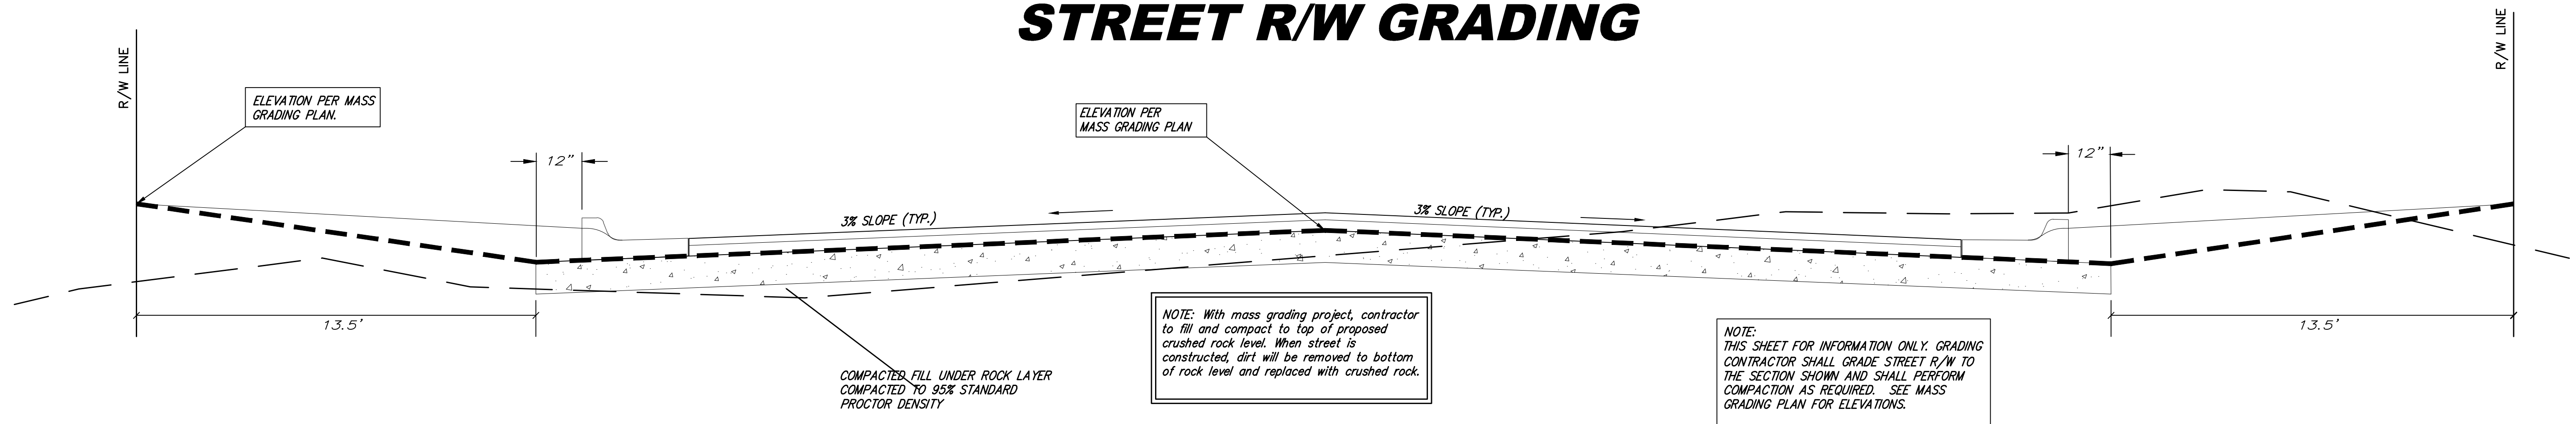 STREET R/W GRADING
R/W LINE
R/W LINE
ELEVATION PER MASS
GRADING PLAN.
ELEVATION PER
MASS GRADING PLAN
12"
12"
3% SLOPE (TYP.)
3% SLOPE (TYP.)
13.5'
13.5'
COMPACTED FILL UNDER ROCK LAYER
COMPACTED TO 95% STANDARD
PROCTOR DENSITY
NOTE: With mass grading project, contractor
to fill and compact to top of proposed
crushed rock level. When street is
constructed, dirt will be removed to bottom
of rock level and replaced with crushed rock.
NOTE:
THIS SHEET FOR INFORMATION ONLY. GRADING
CONTRACTOR SHALL GRADE STREET R/W TO
THE SECTION SHOWN AND SHALL PERFORM
COMPACTION AS REQUIRED. SEE MASS
GRADING PLAN FOR ELEVATIONS.